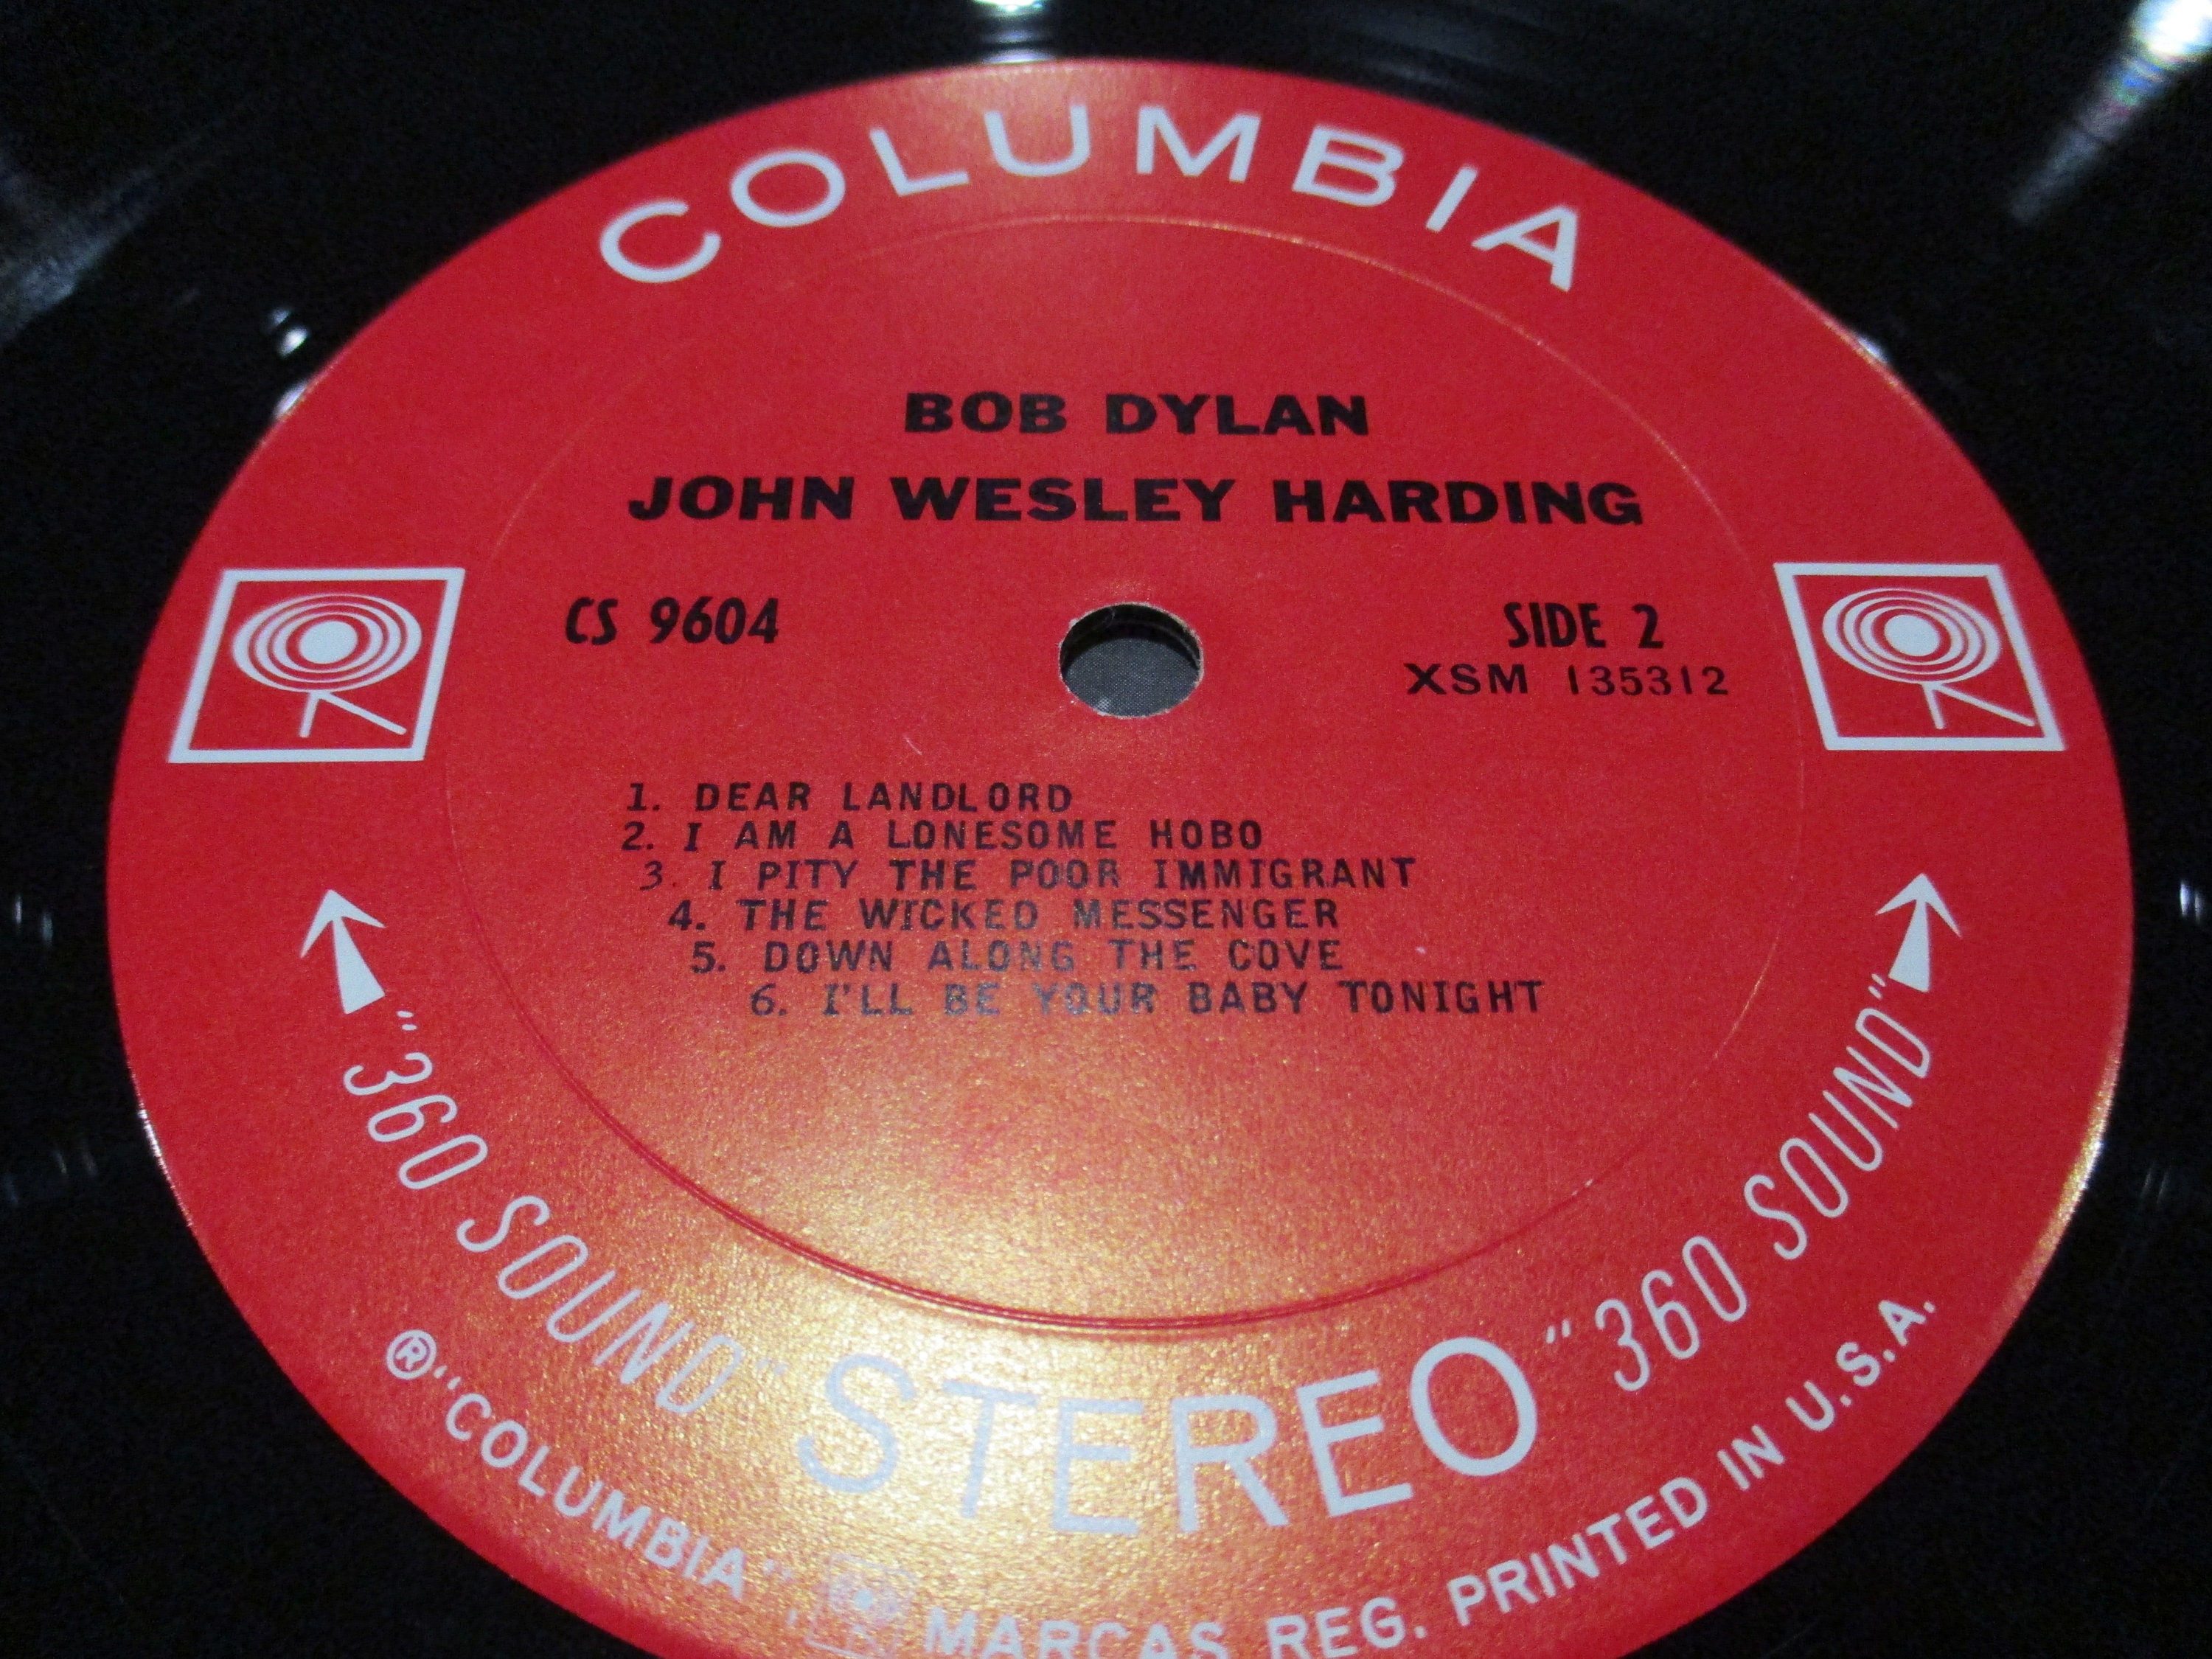 COLUMBIA
BOB DYLAN
JOHN WESLEY HARDING
CS 9604
SIDE 2
XSM 135312
1. DEAR LANDLORD
2. I AM A LONESOME HOBO
3. I PITY THE POOR IMMIGRANT
4. THE WICKED MESSENGER
5. DOWN ALONG THE COVE
6. I'LL BE YOUR BABY TONIGHT
"360 SOUND" STEREO "360 SOUND"
® "COLUMBIA", MARCAS REG. PRINTED IN U.S.A.